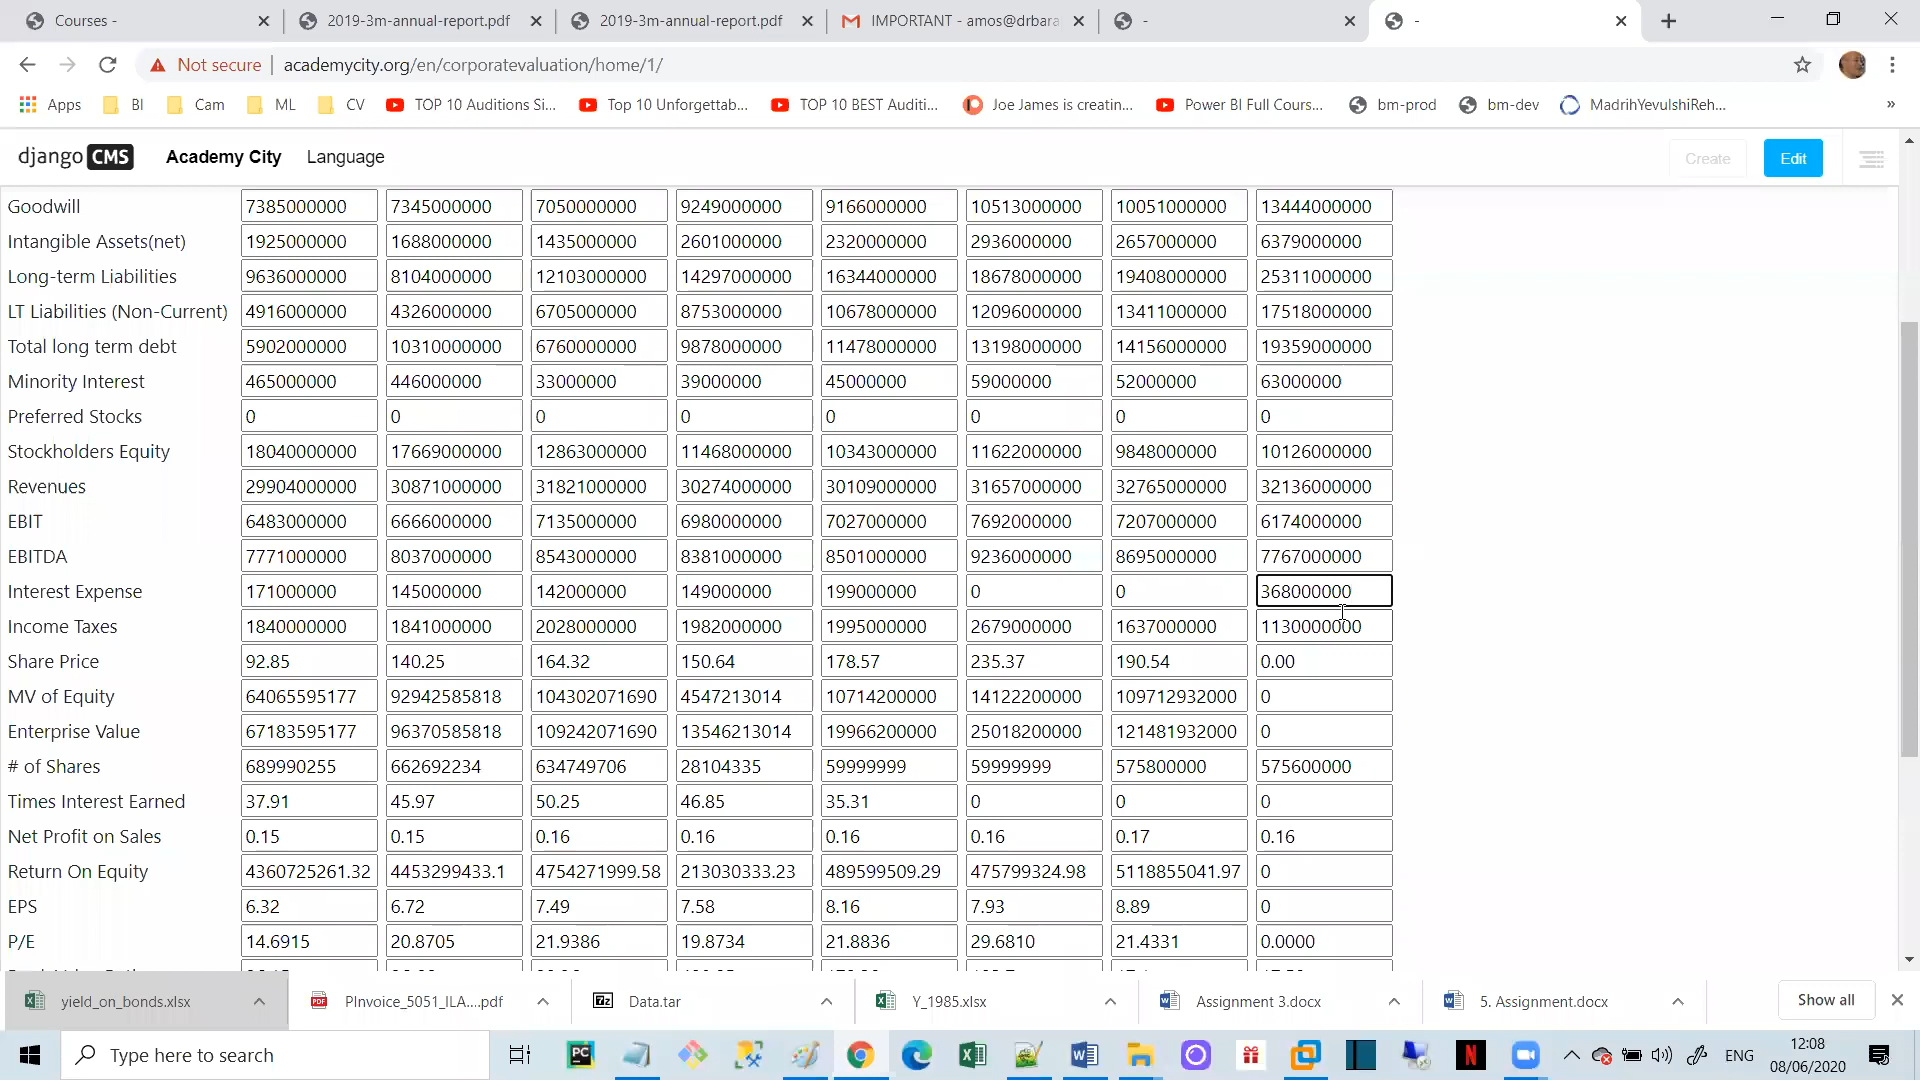 Courses -
2019-3m-annual-report.pdf
2019-3m-annual-report.pdf
IMPORTANT - amos@drbara
-
-
Not secure
academycity.org/en/corporatevaluation/home/1/
Apps
BI
Cam
ML
CV
TOP 10 Auditions Si...
Top 10 Unforgettab...
TOP 10 BEST Auditi...
Joe James is creatin...
Power BI Full Cours...
bm-prod
bm-dev
MadrihYevulshiReh...
»
django CMS
Academy City
Language
Create
Edit
Goodwill 7385000000 7345000000 7050000000 9249000000 9166000000 10513000000 10051000000 13444000000
Intangible Assets(net) 1925000000 1688000000 1435000000 2601000000 2320000000 2936000000 2657000000 6379000000
Long-term Liabilities 9636000000 8104000000 12103000000 14297000000 16344000000 18678000000 19408000000 25311000000
LT Liabilities (Non-Current) 4916000000 4326000000 6705000000 8753000000 10678000000 12096000000 13411000000 17518000000
Total long term debt 5902000000 10310000000 6760000000 9878000000 11478000000 13198000000 14156000000 19359000000
Minority Interest 465000000 446000000 33000000 39000000 45000000 59000000 52000000 63000000
Preferred Stocks 0 0 0 0 0 0 0 0
Stockholders Equity 18040000000 17669000000 12863000000 11468000000 10343000000 11622000000 9848000000 10126000000
Revenues 29904000000 30871000000 31821000000 30274000000 30109000000 31657000000 32765000000 32136000000
EBIT 6483000000 6666000000 7135000000 6980000000 7027000000 7692000000 7207000000 6174000000
EBITDA 7771000000 8037000000 8543000000 8381000000 8501000000 9236000000 8695000000 7767000000
Interest Expense 171000000 145000000 142000000 149000000 199000000 0 0 368000000
Income Taxes 1840000000 1841000000 2028000000 1982000000 1995000000 2679000000 1637000000 1130000000
Share Price 92.85 140.25 164.32 150.64 178.57 235.37 190.54 0.00
MV of Equity 64065595177 92942585818 104302071690 4547213014 10714200000 14122200000 109712932000 0
Enterprise Value 67183595177 96370585818 109242071690 13546213014 19966200000 25018200000 121481932000 0
# of Shares 689990255 662692234 634749706 28104335 59999999 59999999 575800000 575600000
Times Interest Earned 37.91 45.97 50.25 46.85 35.31 0 0 0
Net Profit on Sales 0.15 0.15 0.16 0.16 0.16 0.16 0.17 0.16
Return On Equity 4360725261.32 4453299433.1 4754271999.58 213030333.23 489599509.29 475799324.98 5118855041.97 0
EPS 6.32 6.72 7.49 7.58 8.16 7.93 8.89 0
P/E 14.6915 20.8705 21.9386 19.8734 21.8836 29.6810 21.4331 0.0000
yield_on_bonds.xlsx
PInvoice_5051_ILA....pdf
Data.tar
Y_1985.xlsx
Assignment 3.docx
5. Assignment.docx
Show all
Type here to search
ENG
12:08
08/06/2020